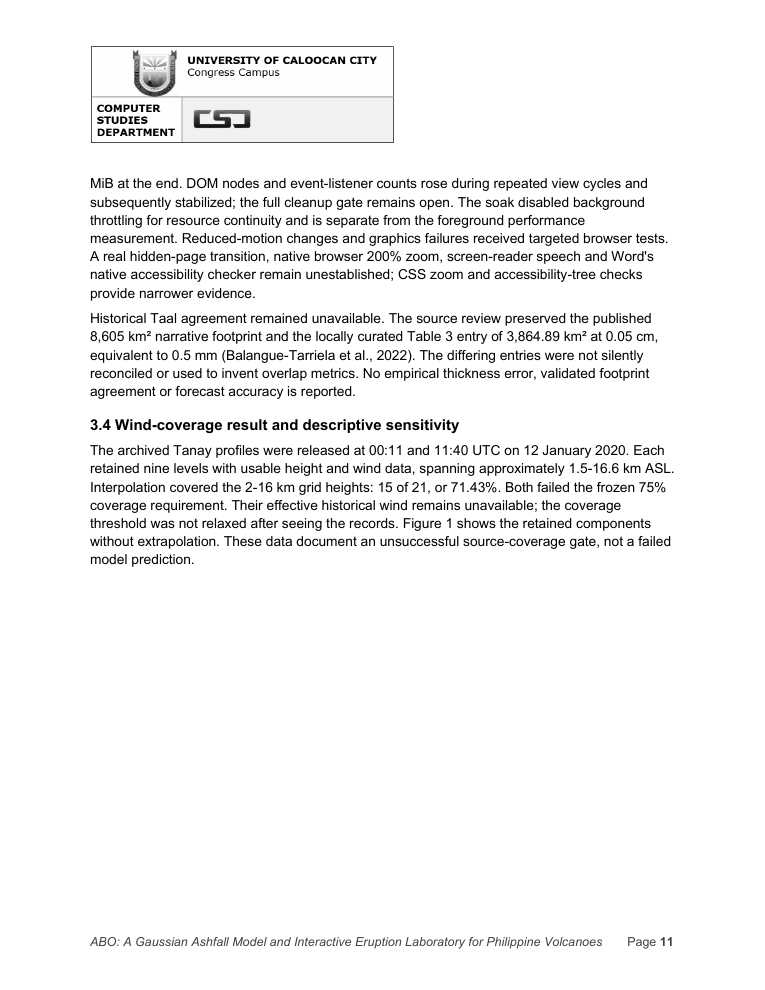 UNIVERSITY OF CALOOCAN CITY
Congress Campus
COMPUTER
STUDIES
DEPARTMENT
CSD
MiB at the end. DOM nodes and event-listener counts rose during repeated view cycles and
subsequently stabilized; the full cleanup gate remains open. The soak disabled background
throttling for resource continuity and is separate from the foreground performance
measurement. Reduced-motion changes and graphics failures received targeted browser tests.
A real hidden-page transition, native browser 200% zoom, screen-reader speech and Word's
native accessibility checker remain unestablished; CSS zoom and accessibility-tree checks
provide narrower evidence.
Historical Taal agreement remained unavailable. The source review preserved the published
8,605 km² narrative footprint and the locally curated Table 3 entry of 3,864.89 km² at 0.05 cm,
equivalent to 0.5 mm (Balangue-Tarriela et al., 2022). The differing entries were not silently
reconciled or used to invent overlap metrics. No empirical thickness error, validated footprint
agreement or forecast accuracy is reported.
3.4 Wind-coverage result and descriptive sensitivity
The archived Tanay profiles were released at 00:11 and 11:40 UTC on 12 January 2020. Each
retained nine levels with usable height and wind data, spanning approximately 1.5-16.6 km ASL.
Interpolation covered the 2-16 km grid heights: 15 of 21, or 71.43%. Both failed the frozen 75%
coverage requirement. Their effective historical wind remains unavailable; the coverage
threshold was not relaxed after seeing the records. Figure 1 shows the retained components
without extrapolation. These data document an unsuccessful source-coverage gate, not a failed
model prediction.
ABO: A Gaussian Ashfall Model and Interactive Eruption Laboratory for Philippine Volcanoes Page 11